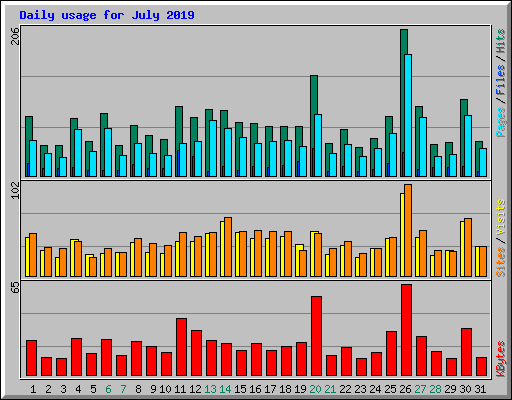 Daily usage for July 2019
206
Pages / Files / Hits
102
Sites / Visits
65
KBytes
1 2 3 4 5 6 7 8 9 10 11 12 13 14 15 16 17 18 19 20 21 22 23 24 25 26 27 28 29 30 31